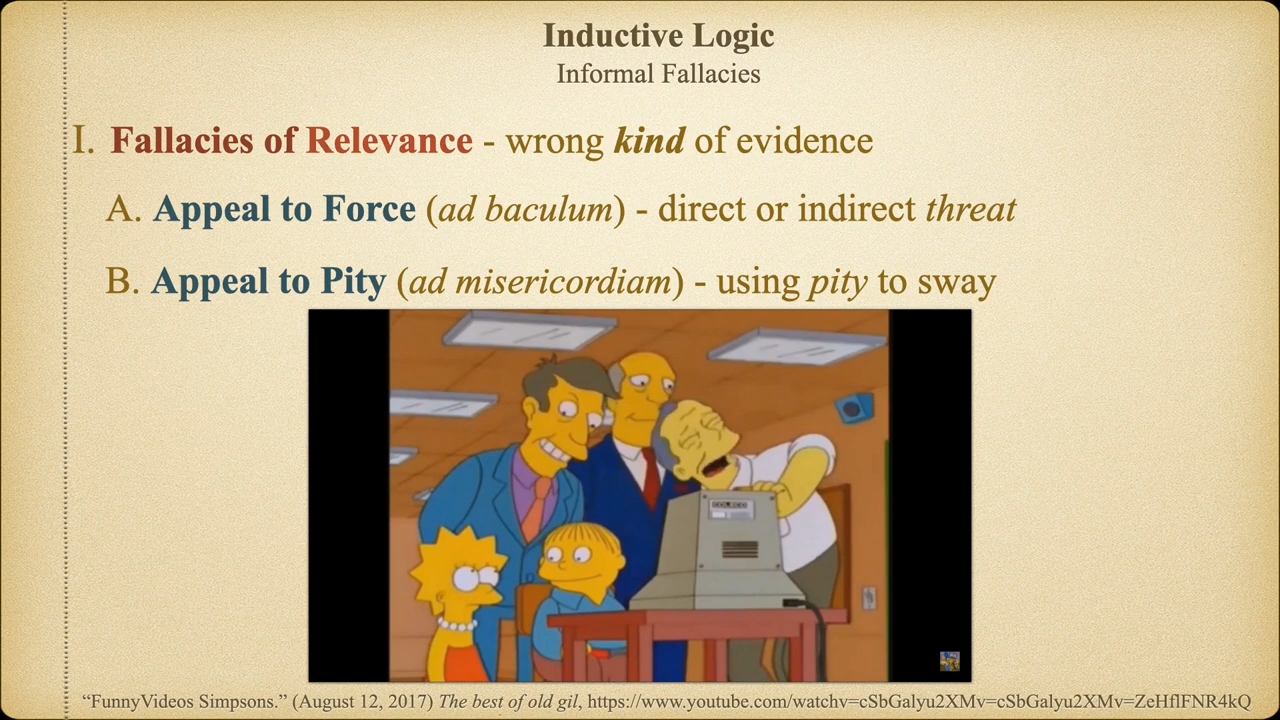 Inductive Logic
Informal Fallacies
I. Fallacies of Relevance - wrong kind of evidence
A. Appeal to Force (ad baculum) - direct or indirect threat
B. Appeal to Pity (ad misericordiam) - using pity to sway
COLECO
“FunnyVideos Simpsons.” (August 12, 2017) The best of old gil, https://www.youtube.com/watchv=cSbGalyu2XMv=cSbGalyu2XMv=ZeHflFNR4kQ